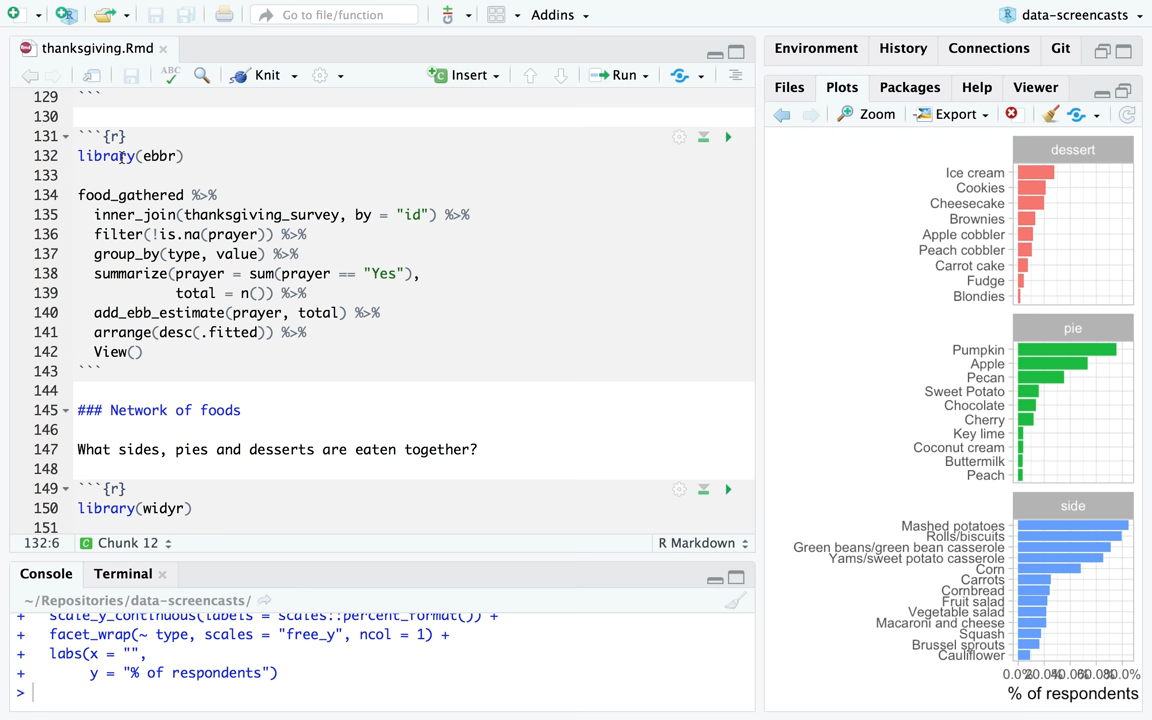 Go to file/function
Addins
data-screencasts
thanksgiving.Rmd
ABC
Knit
Insert
Run
129 ```
130
131 ```{r}
132 library(ebbr)
133
134 food_gathered %>%
135 inner_join(thanksgiving_survey, by = "id") %>%
136 filter(!is.na(prayer)) %>%
137 group_by(type, value) %>%
138 summarize(prayer = sum(prayer == "Yes"),
139 total = n()) %>%
140 add_ebb_estimate(prayer, total) %>%
141 arrange(desc(.fitted)) %>%
142 View()
143 ```
144
145 ### Network of foods
146
147 What sides, pies and desserts are eaten together?
148
149 ```{r}
150 library(widyr)
151
132:6 Chunk 12 R Markdown
Console Terminal
~/Repositories/data-screencasts/
+ scale_y_continuous(labels = scales::percent_format()) +
+ facet_wrap(~ type, scales = "free_y", ncol = 1) +
+ labs(x = "",
+ y = "% of respondents")
>
Environment History Connections Git
Files Plots Packages Help Viewer
Zoom Export
dessert
Ice cream
Cookies
Cheesecake
Brownies
Apple cobbler
Peach cobbler
Carrot cake
Fudge
Blondies
pie
Pumpkin
Apple
Pecan
Sweet Potato
Chocolate
Cherry
Key lime
Coconut cream
Buttermilk
Peach
side
Mashed potatoes
Rolls/biscuits
Green beans/green bean casserole
Yams/sweet potato casserole
Corn
Carrots
Cornbread
Fruit salad
Vegetable salad
Macaroni and cheese
Squash
Brussel sprouts
Cauliflower
% of respondents